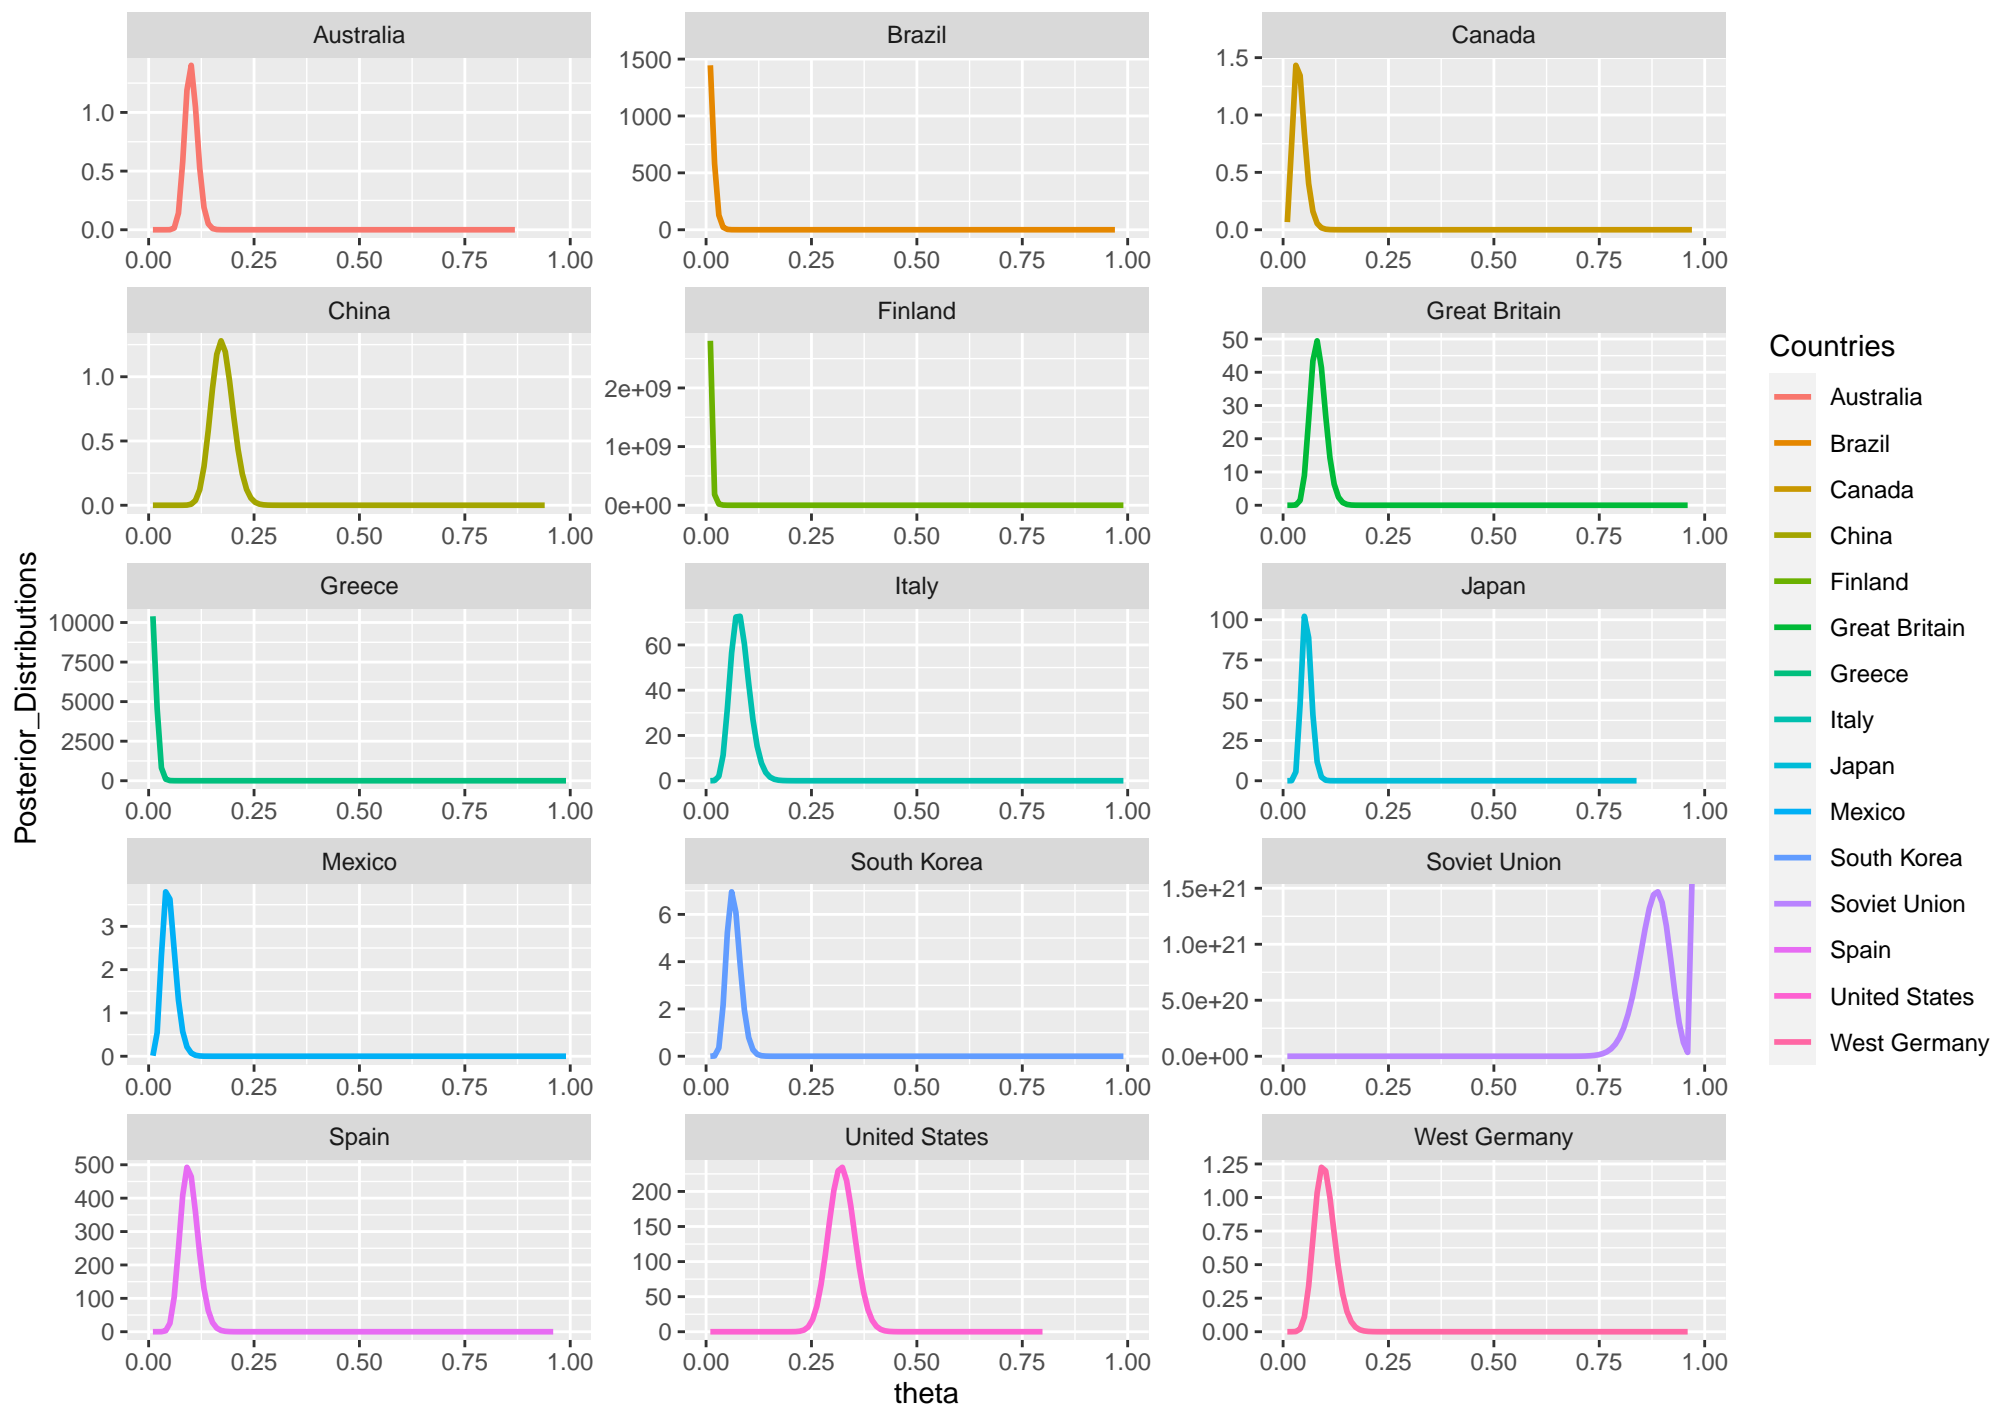 Australia
Brazil
Canada
0.0
0.5
1.0
0
500
1000
1500
0.0
0.5
1.0
1.5
0.00 0.25 0.50 0.75 1.00
0.00 0.25 0.50 0.75 1.00
0.00 0.25 0.50 0.75 1.00
China
Finland
Great Britain
0.0
0.5
1.0
0e+00
1e+09
2e+09
0
10
20
30
40
50
0.00 0.25 0.50 0.75 1.00
0.00 0.25 0.50 0.75 1.00
0.00 0.25 0.50 0.75 1.00
Greece
Italy
Japan
0
2500
5000
7500
10000
0
20
40
60
0
25
50
75
100
0.00 0.25 0.50 0.75 1.00
0.00 0.25 0.50 0.75 1.00
0.00 0.25 0.50 0.75 1.00
Mexico
South Korea
Soviet Union
0
1
2
3
0
2
4
6
0.0e+00
5.0e+20
1.0e+21
1.5e+21
0.00 0.25 0.50 0.75 1.00
0.00 0.25 0.50 0.75 1.00
0.00 0.25 0.50 0.75 1.00
Spain
United States
West Germany
0
100
200
300
400
500
0
50
100
150
200
0.00
0.25
0.50
0.75
1.00
1.25
0.00 0.25 0.50 0.75 1.00
0.00 0.25 0.50 0.75 1.00
0.00 0.25 0.50 0.75 1.00
theta
Posterior_Distributions
Countries
Australia
Brazil
Canada
China
Finland
Great Britain
Greece
Italy
Japan
Mexico
South Korea
Soviet Union
Spain
United States
West Germany